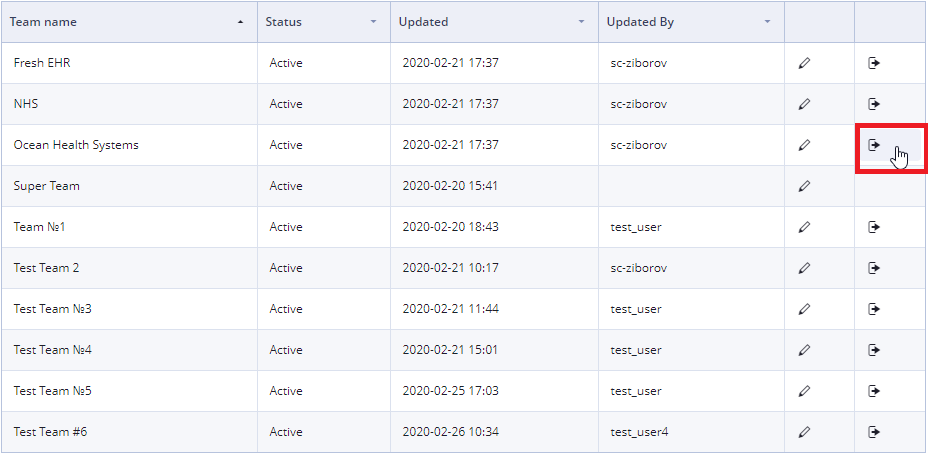 Team name Status Updated Updated By
Fresh EHR Active 2020-02-21 17:37 sc-ziborov
NHS Active 2020-02-21 17:37 sc-ziborov
Ocean Health Systems Active 2020-02-21 17:37 sc-ziborov
Super Team Active 2020-02-20 15:41
Team №1 Active 2020-02-20 18:43 test_user
Test Team 2 Active 2020-02-21 10:17 sc-ziborov
Test Team №3 Active 2020-02-21 11:44 test_user
Test Team №4 Active 2020-02-21 15:01 test_user
Test Team №5 Active 2020-02-25 17:03 test_user
Test Team #6 Active 2020-02-26 10:34 test_user4